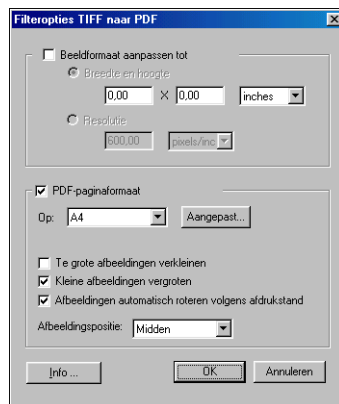 Filteropties TIFF naar PDF
Beeldformaat aanpassen tot
Breedte en hoogte
0,00 X 0,00 inches
Resolutie
600,00 pixels/inc
PDF-paginaformaat
Op: A4 Aangepast...
Te grote afbeeldingen verkleinen
Kleine afbeeldingen vergroten
Afbeeldingen automatisch roteren volgens afdrukstand
Afbeeldingspositie: Midden
Info ... OK Annuleren